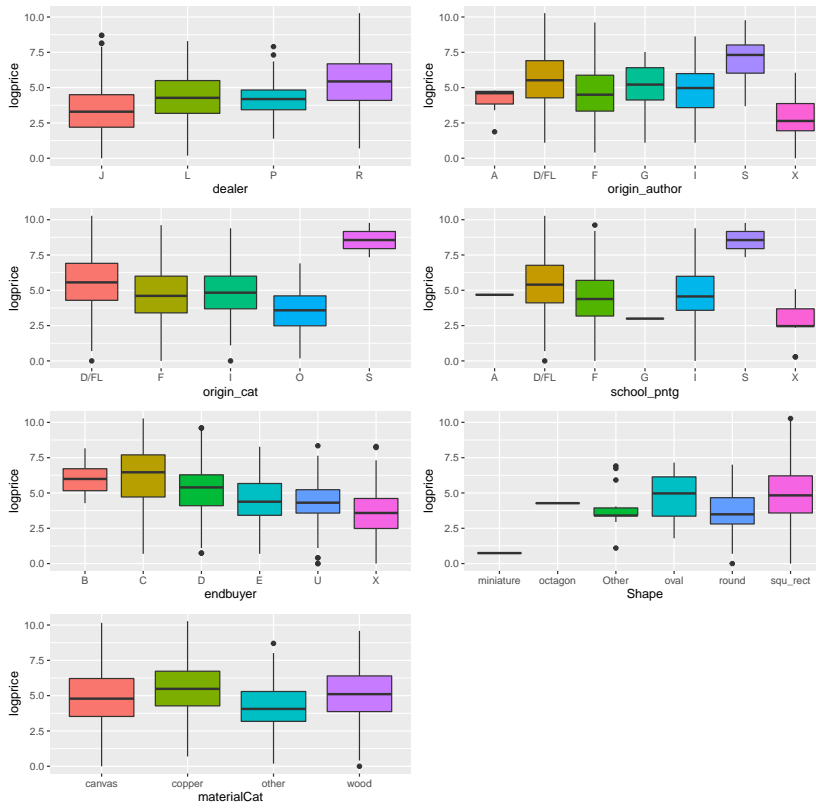 10.0
7.5
5.0
2.5
0.0
logprice
J L P R
dealer
10.0
7.5
5.0
2.5
0.0
logprice
A D/FL F G I S X
origin_author
10.0
7.5
5.0
2.5
0.0
logprice
D/FL F I O S
origin_cat
10.0
7.5
5.0
2.5
0.0
logprice
A D/FL F G I S X
school_pntg
10.0
7.5
5.0
2.5
0.0
logprice
B C D E U X
endbuyer
10.0
7.5
5.0
2.5
0.0
logprice
miniature octagon Other oval round squ_rect
Shape
10.0
7.5
5.0
2.5
0.0
logprice
canvas copper other wood
materialCat